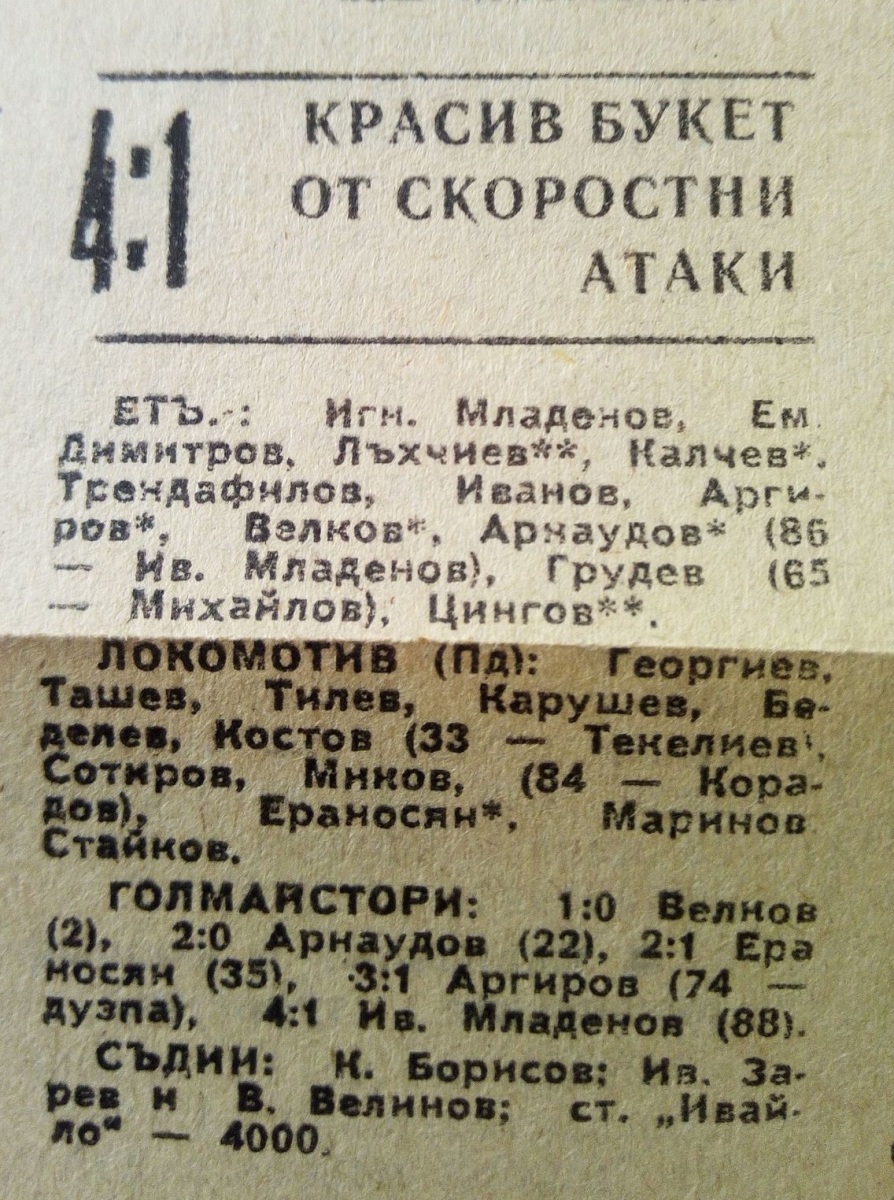 4:1
КРАСИВ БУКЕТ
ОТ СКОРОСТНИ
АТАКИ
ЕТЪ.: Игн. Младенов, Ем.
Димитров, Лъхчиев**, Калчев*,
Трендафилов, Иванов, Арги-
ров*, Велков*, Арнаудов* (86
— Ив. Младенов), Грудев (65
— Михайлов), Цингов**.
ЛОКОМОТИВ (Пд): Георгиев,
Ташев, Тилев, Карушев, Бе-
делев, Костов (33 — Текелиев),
Сотиров, Миков, (84 — Кора-
дов), Ераносян*, Маринов
Стайков.
ГОЛМАЙСТОРИ: 1:0 Велков
(2), 2:0 Арнаудов (22), 2:1 Ера
носян (35), 3:1 Аргиров (74 —
дузпа), 4:1 Ив. Младенов (88).
СЪДИИ: К. Борисов; Ив. За-
рев и В. Велинов; ст. „Ивай-
ло“ — 4000.